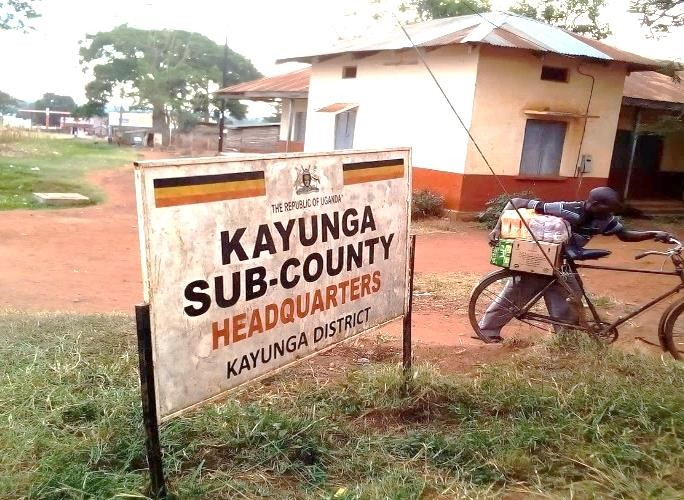 THE REPUBLIC OF UGANDA
KAYUNGA
SUB-COUNTY
HEADQUARTERS
KAYUNGA DISTRICT